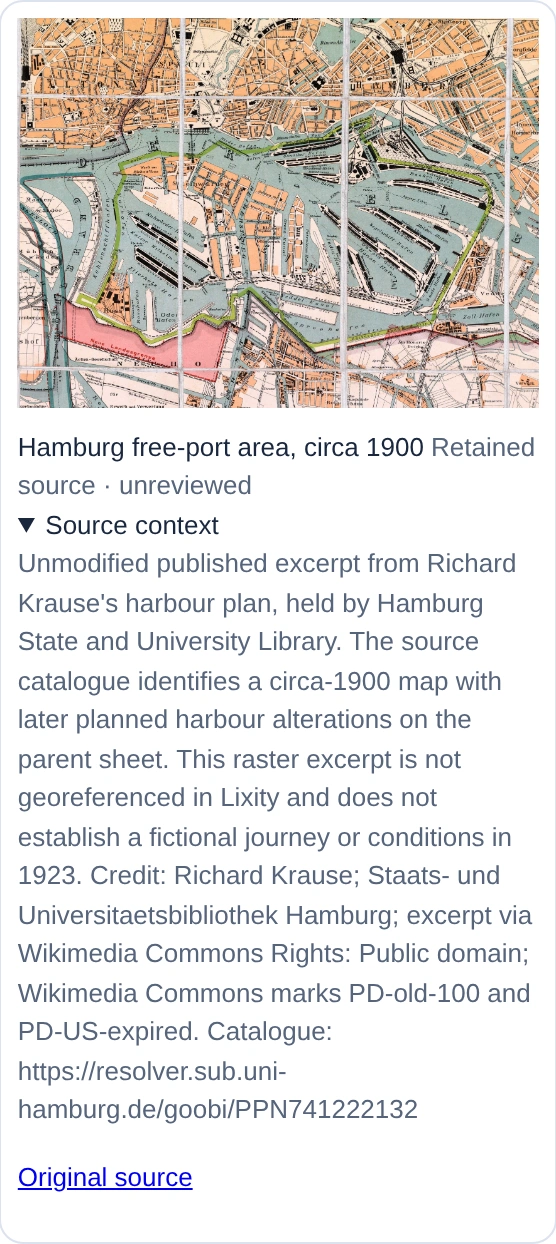 Hamburg free-port area, circa 1900 Retained
source · unreviewed
▼ Source context
Unmodified published excerpt from Richard
Krause's harbour plan, held by Hamburg
State and University Library. The source
catalogue identifies a circa-1900 map with
later planned harbour alterations on the
parent sheet. This raster excerpt is not
georeferenced in Lixity and does not
establish a fictional journey or conditions in
1923. Credit: Richard Krause; Staats- und
Universitaetsbibliothek Hamburg; excerpt via
Wikimedia Commons Rights: Public domain;
Wikimedia Commons marks PD-old-100 and
PD-US-expired. Catalogue:
https://resolver.sub.uni-
hamburg.de/goobi/PPN741222132
Original source